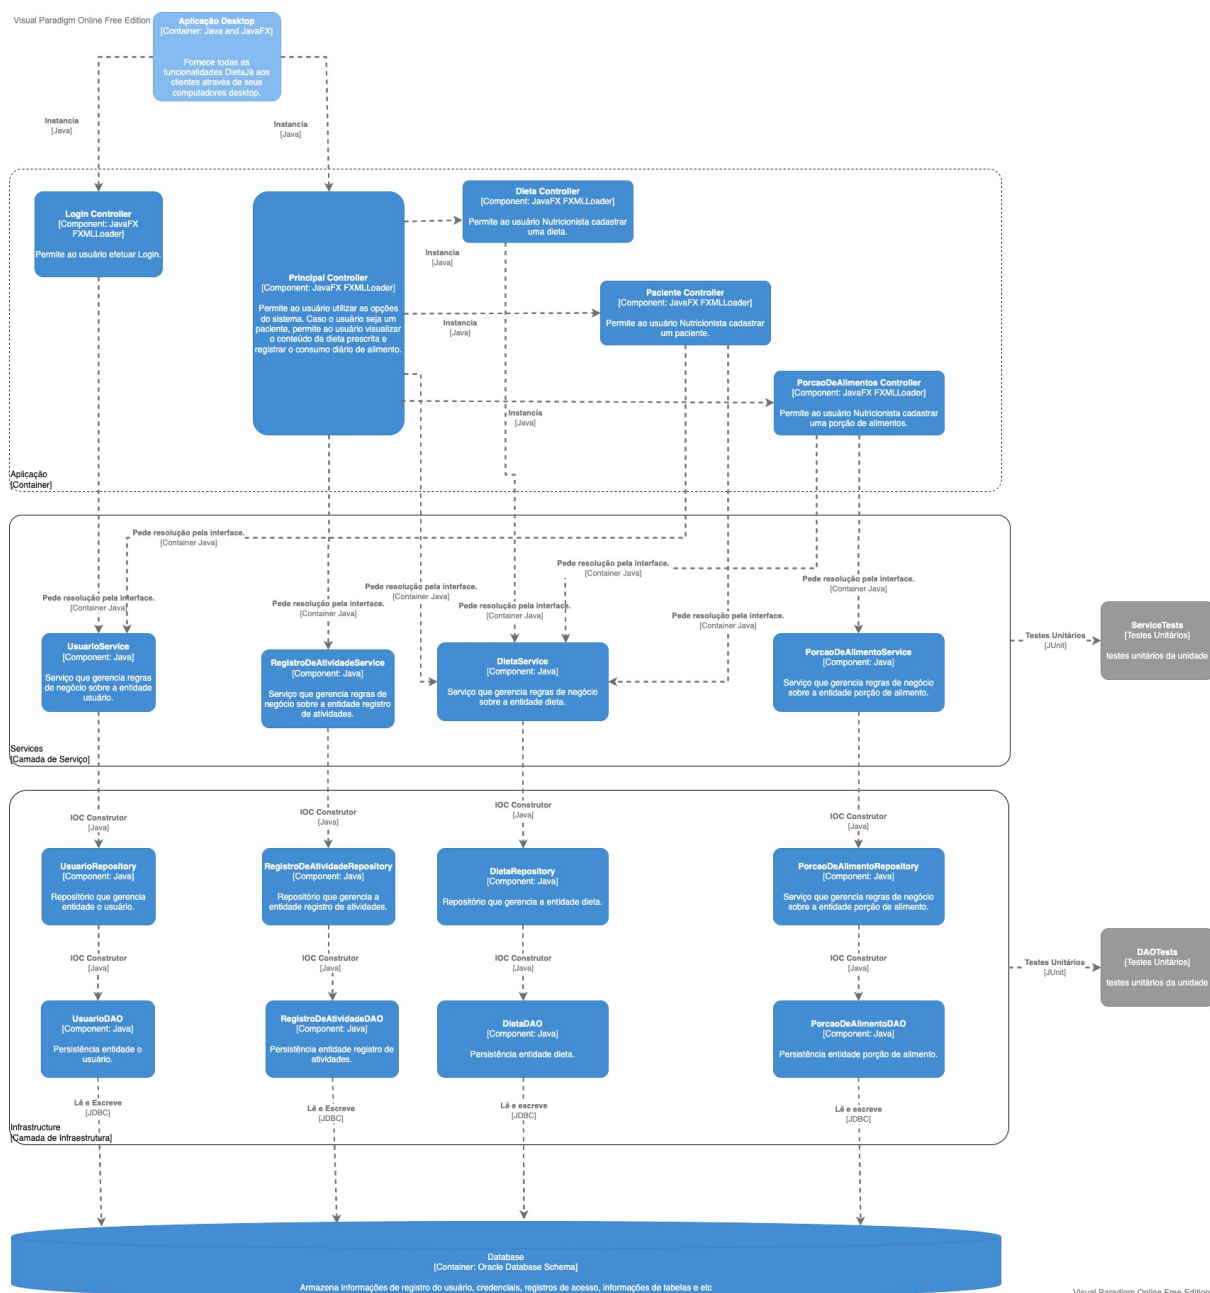 Visual Paradigm Online Free Edition
Aplicação Desktop
[Container: Java and JavaFX]
Fornece todas as
funcionalidades DietaJá aos
clientes através de seus
computadores desktop.
Instancia
[Java]
Instancia
[Java]
Login Controller
[Component: JavaFX
FXMLLoader]
Permite ao usuário efetuar Login.
Principal Controller
[Component: JavaFX FXMLLoader]
Permite ao usuário utilizar as opções
do sistema. Caso o usuário seja um
paciente, permite ao usuário visualizar
o conteúdo da dieta prescrita e
registrar o consumo diário de alimento.
Dieta Controller
[Component: JavaFX FXMLLoader]
Permite ao usuário Nutricionista cadastrar
uma dieta.
Instancia
[Java]
Paciente Controller
[Component: JavaFX FXMLLoader]
Permite ao usuário Nutricionista cadastrar
um paciente.
Instancia
[Java]
PorcaoDeAlimentos Controller
[Component: JavaFX FXMLLoader]
Permite ao usuário Nutricionista cadastrar
uma porção de alimentos.
Instancia
[Java]
Aplicação
[Container]
Pede resolução pela interface.
[Container Java]
Pede resolução pela interface.
[Container Java]
Pede resolução pela interface.
[Container Java]
Pede resolução pela interface.
[Container Java]
Pede resolução pela interface.
[Container Java]
Pede resolução pela interface.
[Container Java]
Pede resolução pela interface.
[Container Java]
Pede resolução pela interface.
[Container Java]
UsuarioService
[Component: Java]
Serviço que gerencia regras
de negócio sobre a entidade
usuário.
RegistroDeAtividadeService
[Component: Java]
Serviço que gerencia regras de
negócio sobre a entidade registro
de atividades.
DietaService
[Component: Java]
Serviço que gerencia regras de negócio
sobre a entidade dieta.
PorcaoDeAlimentoService
[Component: Java]
Serviço que gerencia regras de negócio
sobre a entidade porção de alimento.
Testes Unitários
[JUnit]
ServiceTests
[Testes Unitários]
testes unitários da unidade
Services
[Camada de Serviço]
IOC Construtor
[Java]
IOC Construtor
[Java]
IOC Construtor
[Java]
IOC Construtor
[Java]
UsuarioRepository
[Component: Java]
Repositório que gerencia
entidade o usuário.
RegistroDeAtividadeRepository
[Component: Java]
Repositório que gerencia a
entidade registro de atividades.
DietaRepository
[Component: Java]
Repositório que gerencia a entidade dieta.
PorcaoDeAlimentoRepository
[Component: Java]
Serviço que gerencia regras de negócio
sobre a entidade porção de alimento.
IOC Construtor
[Java]
IOC Construtor
[Java]
IOC Construtor
[Java]
IOC Construtor
[Java]
Testes Unitários
[JUnit]
DAOTests
[Testes Unitários]
testes unitários da unidade
UsuarioDAO
[Component: Java]
Persistência entidade o
usuário.
RegistroDeAtividadeDAO
[Component: Java]
Persistência entidade registro de
atividades.
DietaDAO
[Component: Java]
Persistência entidade dieta.
PorcaoDeAlimentoDAO
[Component: Java]
Persistência entidade porção de alimento.
Lê e Escreve
[JDBC]
Lê e Escreve
[JDBC]
Lê e escreve
[JDBC]
Lê e escreve
[JDBC]
Infrastructure
[Camada de Infraestrutura]
Database
[Container: Oracle Database Schema]
Armazena informações de registro do usuário, credenciais, registros de acesso, informações de tabelas e etc
Visual Paradigm Online Free Edition